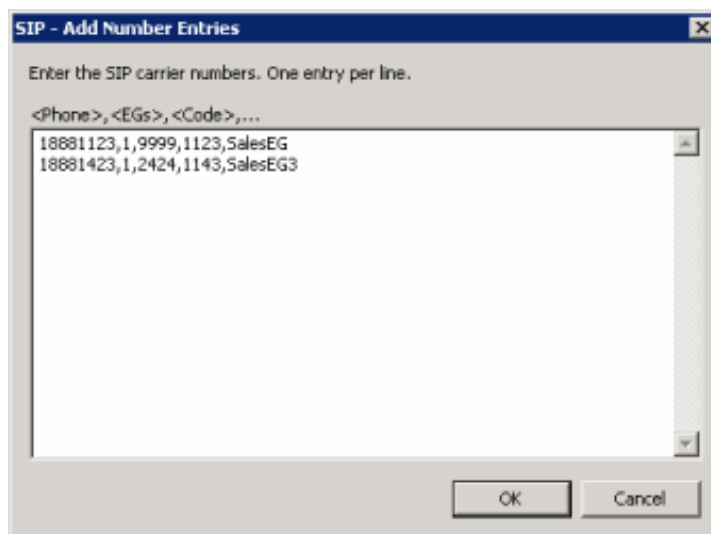 SIP - Add Number Entries
Enter the SIP carrier numbers. One entry per line.
<Phone>,<EGs>,<Code>,...
18881123,1,9999,1123,SalesEG
18881423,1,2424,1143,SalesEG3
OK Cancel